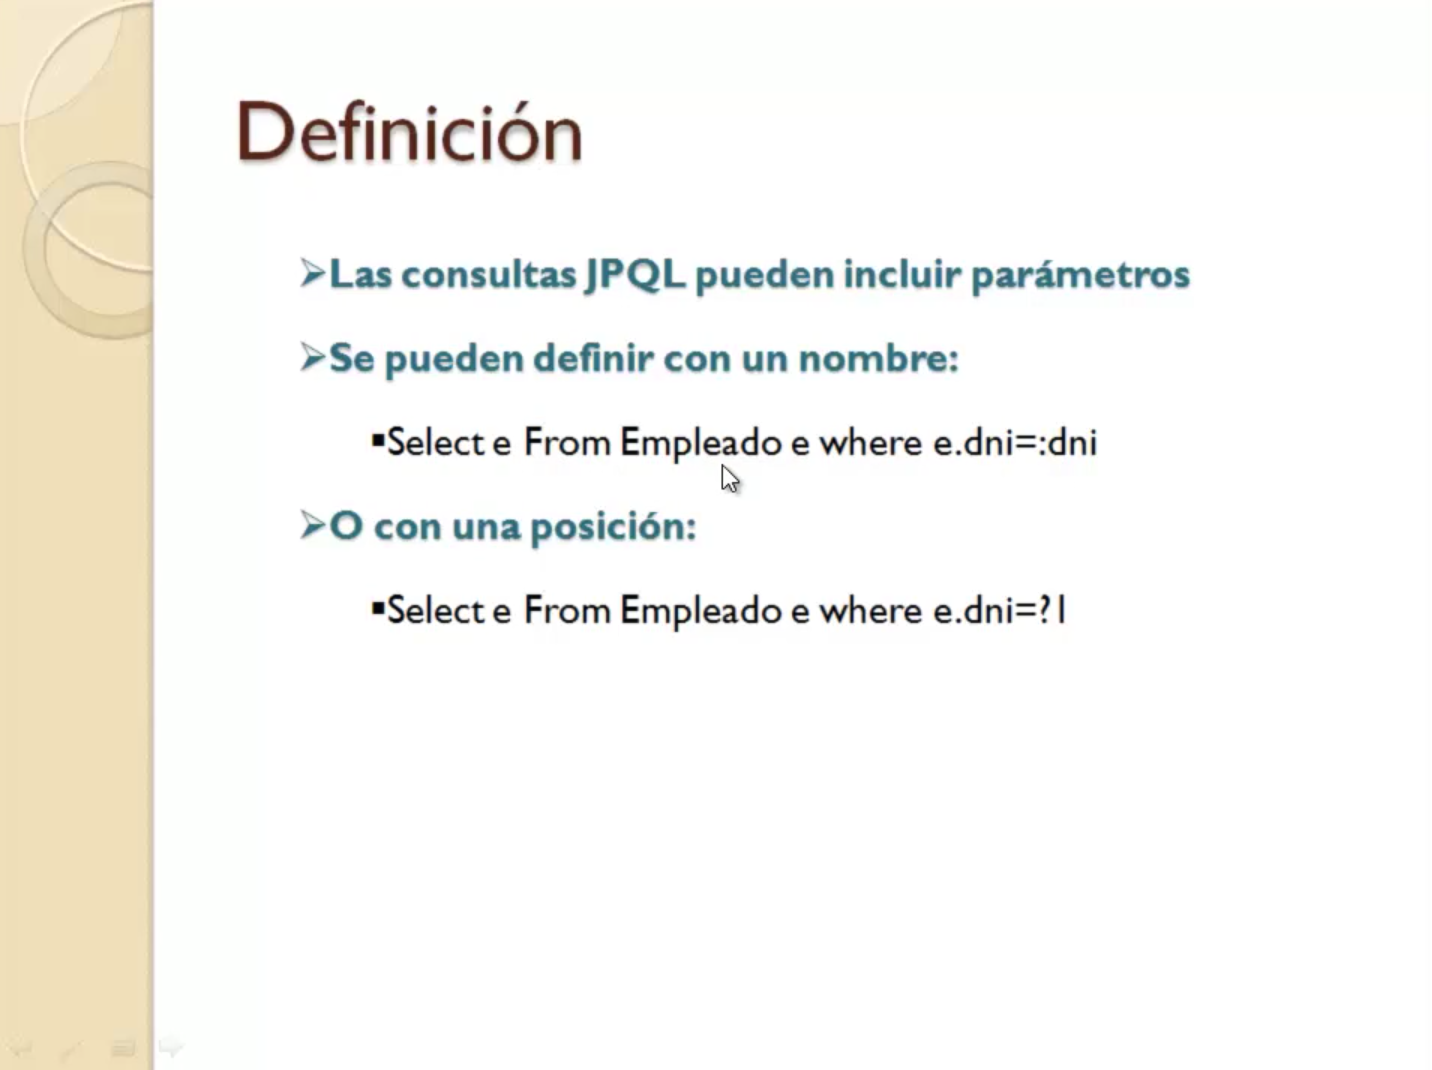 Definición
➢Las consultas JPQL pueden incluir parámetros
➢Se pueden definir con un nombre:
▪Select e From Empleado e where e.dni=:dni
➢O con una posición:
▪Select e From Empleado e where e.dni=?1